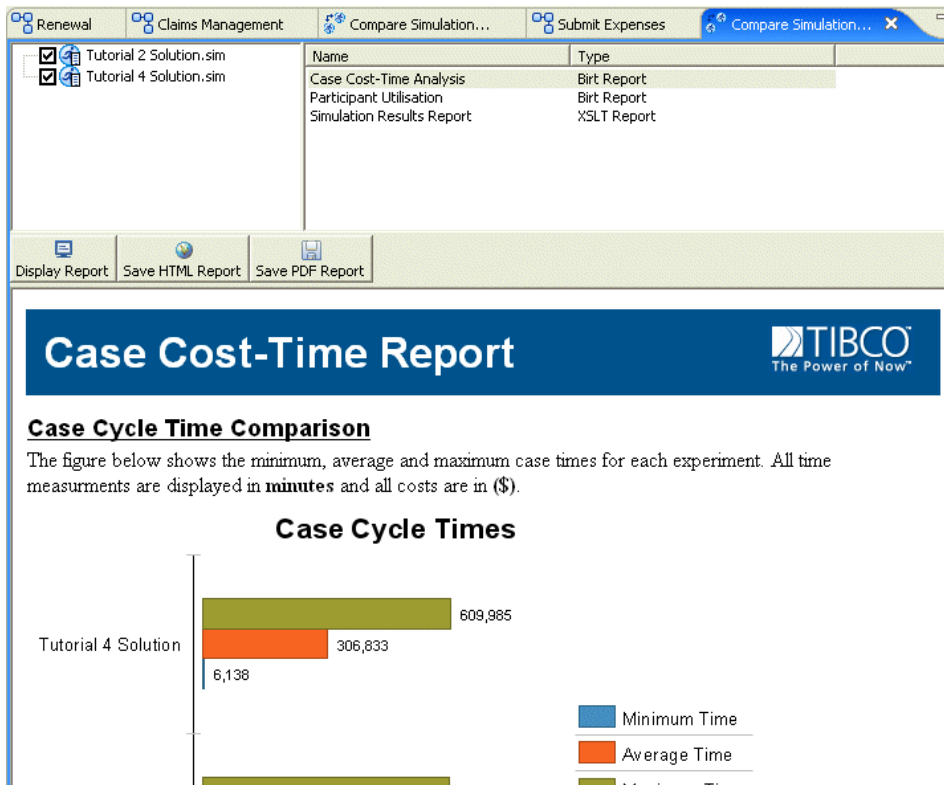 Renewal
Claims Management
Compare Simulation...
Submit Expenses
Compare Simulation...
Tutorial 2 Solution.sim
Tutorial 4 Solution.sim
Name Type
Case Cost-Time Analysis Birt Report
Participant Utilisation Birt Report
Simulation Results Report XSLT Report
Display Report Save HTML Report Save PDF Report
Case Cost-Time Report
TIBCO™
The Power of Now™
Case Cycle Time Comparison
The figure below shows the minimum, average and maximum case times for each experiment. All time
measurments are displayed in minutes and all costs are in ($).
Case Cycle Times
609,985
Tutorial 4 Solution
306,833
6,138
Minimum Time
Average Time